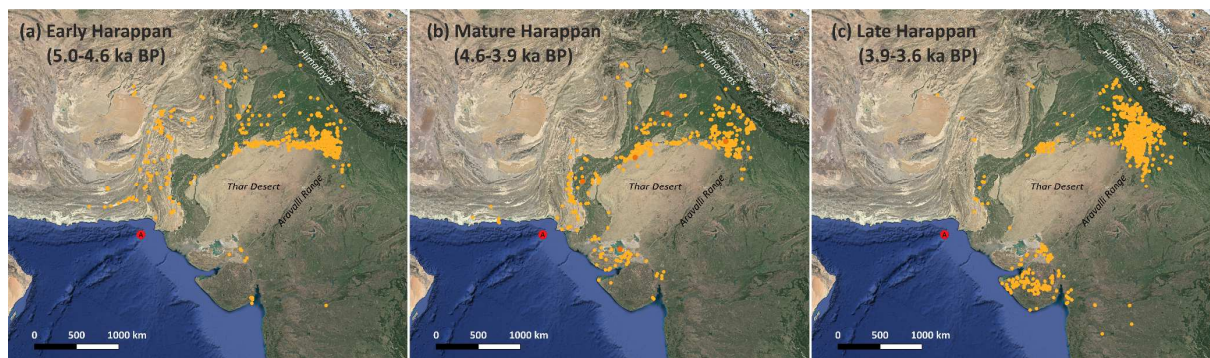 (a) Early Harappan
(5.0-4.6 ka BP)
Himalayas
Thar Desert
Aravalli Range
A
0 500 1000 km
(b) Mature Harappan
(4.6-3.9 ka BP)
Himalayas
Thar Desert
Aravalli Range
A
0 500 1000 km
(c) Late Harappan
(3.9-3.6 ka BP)
Himalayas
Thar Desert
Aravalli Range
A
0 500 1000 km